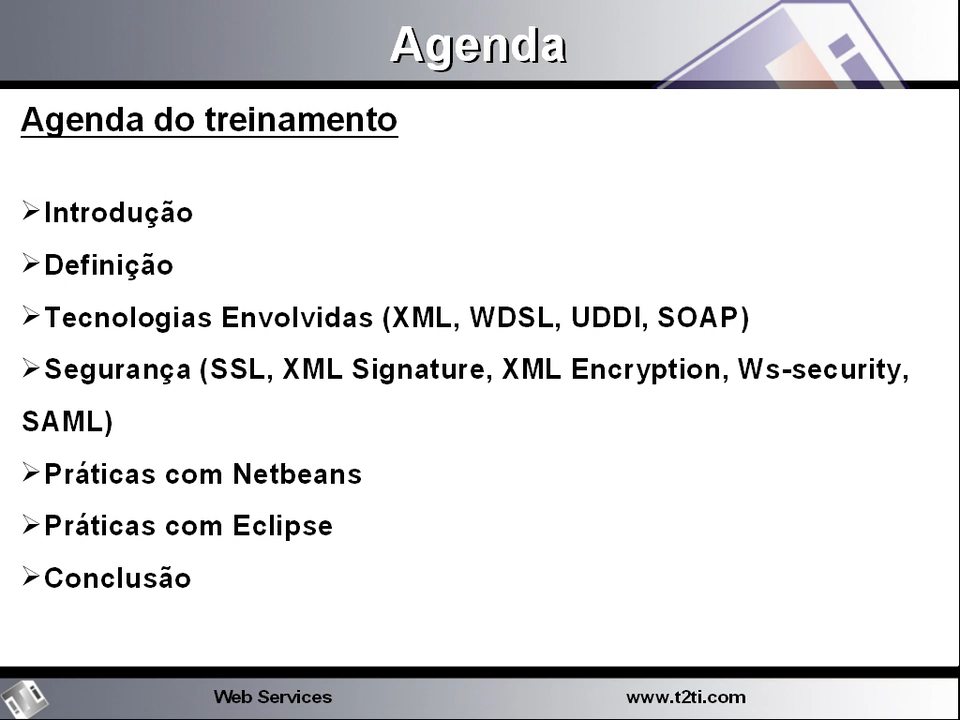 Agenda
Agenda do treinamento
➢Introdução
➢Definição
➢Tecnologias Envolvidas (XML, WDSL, UDDI, SOAP)
➢Segurança (SSL, XML Signature, XML Encryption, Ws-security,
SAML)
➢Práticas com Netbeans
➢Práticas com Eclipse
➢Conclusão
Web Services
www.t2ti.com